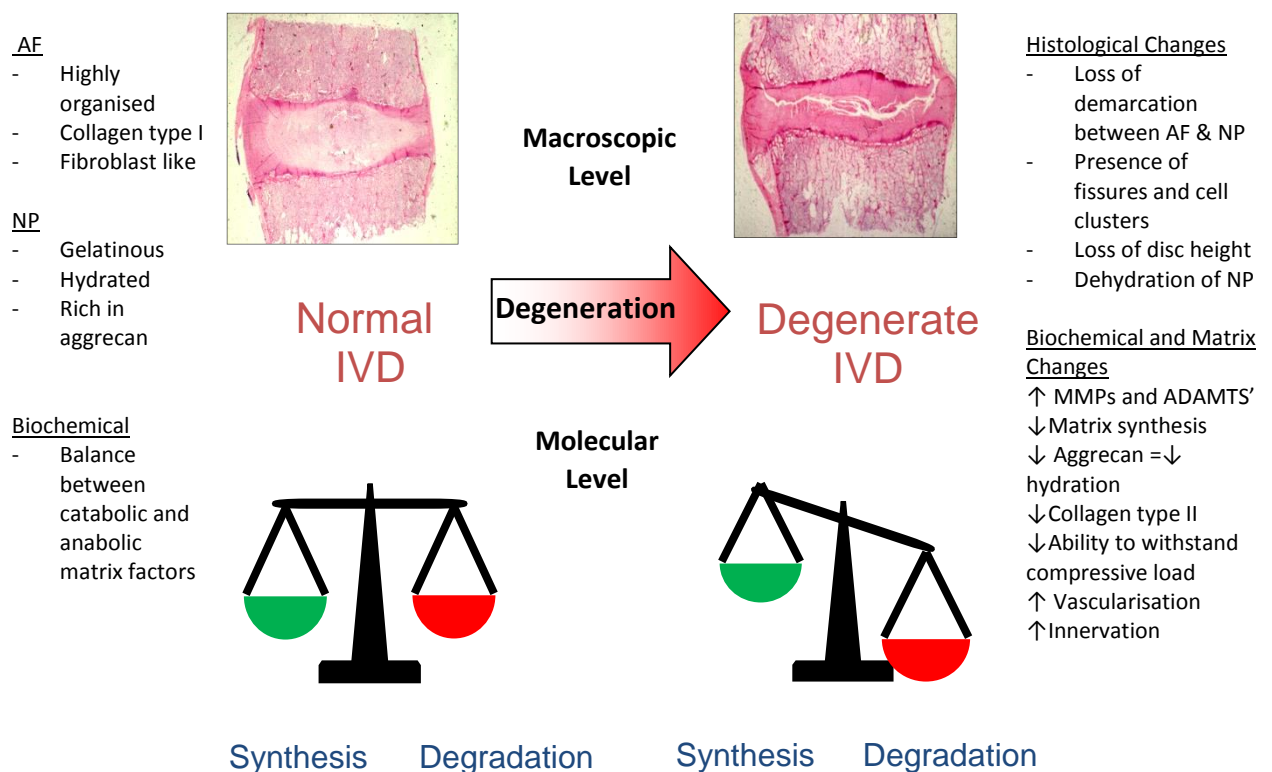 AF
- Highly
organised
- Collagen type I
- Fibroblast like
NP
- Gelatinous
- Hydrated
- Rich in
aggrecan
Biochemical
- Balance
between
catabolic and
anabolic
matrix factors
Macroscopic
Level
Normal
IVD
Degeneration
Degenerate
IVD
Molecular
Level
Histological Changes
- Loss of
demarcation
between AF & NP
- Presence of
fissures and cell
clusters
- Loss of disc height
- Dehydration of NP
Biochemical and Matrix
Changes
↑ MMPs and ADAMTS’
↓Matrix synthesis
↓ Aggrecan =↓
hydration
↓Collagen type II
↓Ability to withstand
compressive load
↑ Vascularisation
↑Innervation
Synthesis Degradation
Synthesis Degradation